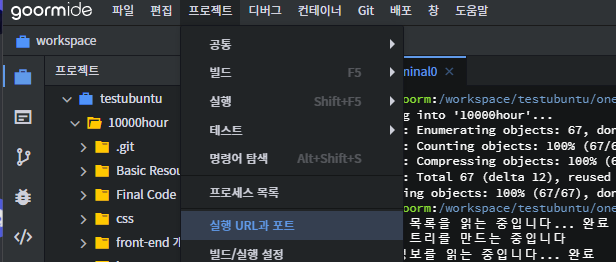 goormide 파일 편집 프로젝트 디버그 컨테이너 Git 배포 창 도움말
workspace
프로젝트
testubuntu
10000hour
.git
Basic Resou
Final Code
css
front-end
공통
빌드 F5
실행 Shift+F5
테스트
명령어 탐색 Alt+Shift+S
프로세스 목록
실행 URL과 포트
빌드/실행 설정
minal0 ×
goorm:/workspace/testubuntu/one
g into '10000hour'...
: Enumerating objects: 67, don
: Counting objects: 100% (67/6
: Compressing objects: 100% (6
: Total 67 (delta 12), reused
ing objects: 100% (67/67), don
goorm:/workspace/testubuntu/one
목록을 읽는 중입니다... 완료
트리를 만드는 중입니다
보를 읽는 중입니다... 완료